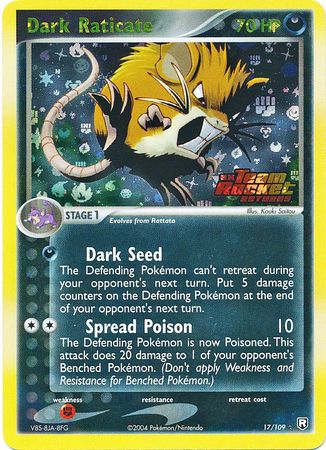 Dark Raticate 70 HP
TEAM
ROCKET
RETURNS
STAGE 1
Evolves from Rattata
Illus. Kouki Saitou
Dark Seed
The Defending Pokémon can't retreat during
your opponent's next turn. Put 5 damage
counters on the Defending Pokémon at the end
of your opponent's next turn.
Spread Poison 10
The Defending Pokémon is now Poisoned. This
attack does 20 damage to 1 of your opponent's
Benched Pokémon. (Don't apply Weakness and
Resistance for Benched Pokémon.)
weakness resistance retreat cost
VBS-8JA-8FG ©2004 Pokémon/Nintendo 17/109 R